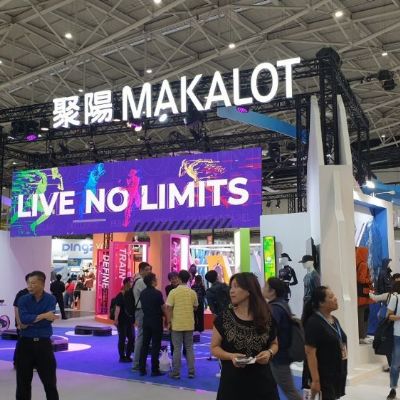 聚陽 MAKALOT
LIVE NO LIMITS
DEFINE
TRAIN